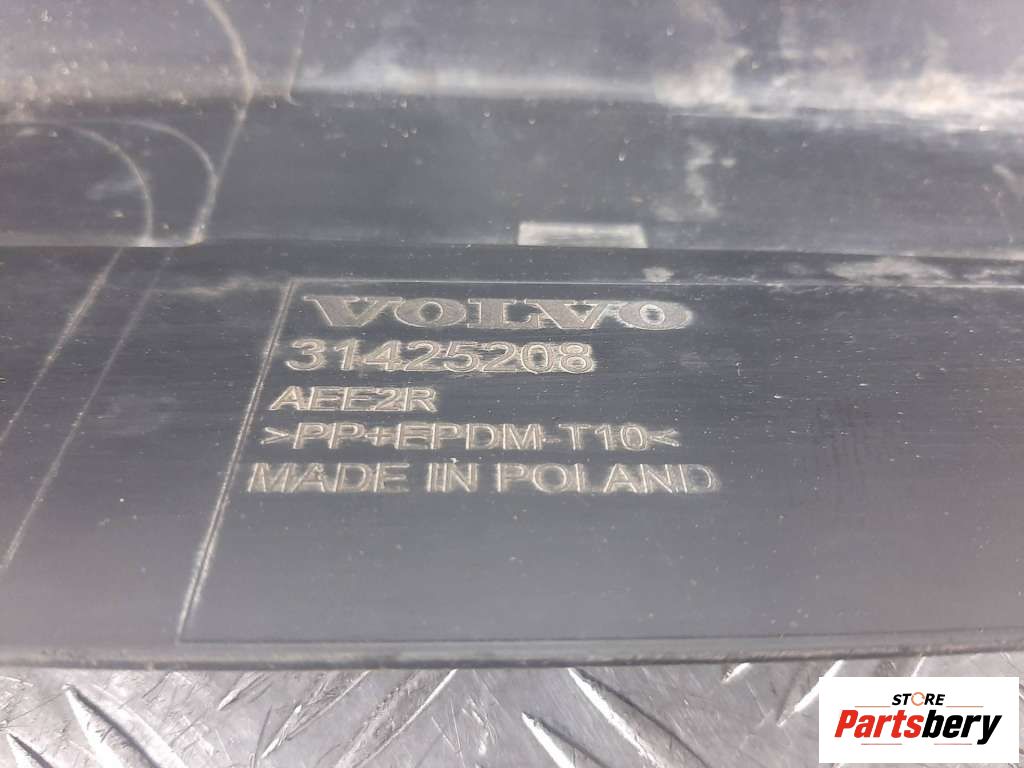 VOLVO
31425208
AEE2R
>PP+EPDM-T10<
MADE IN POLAND
STORE
Partsbery